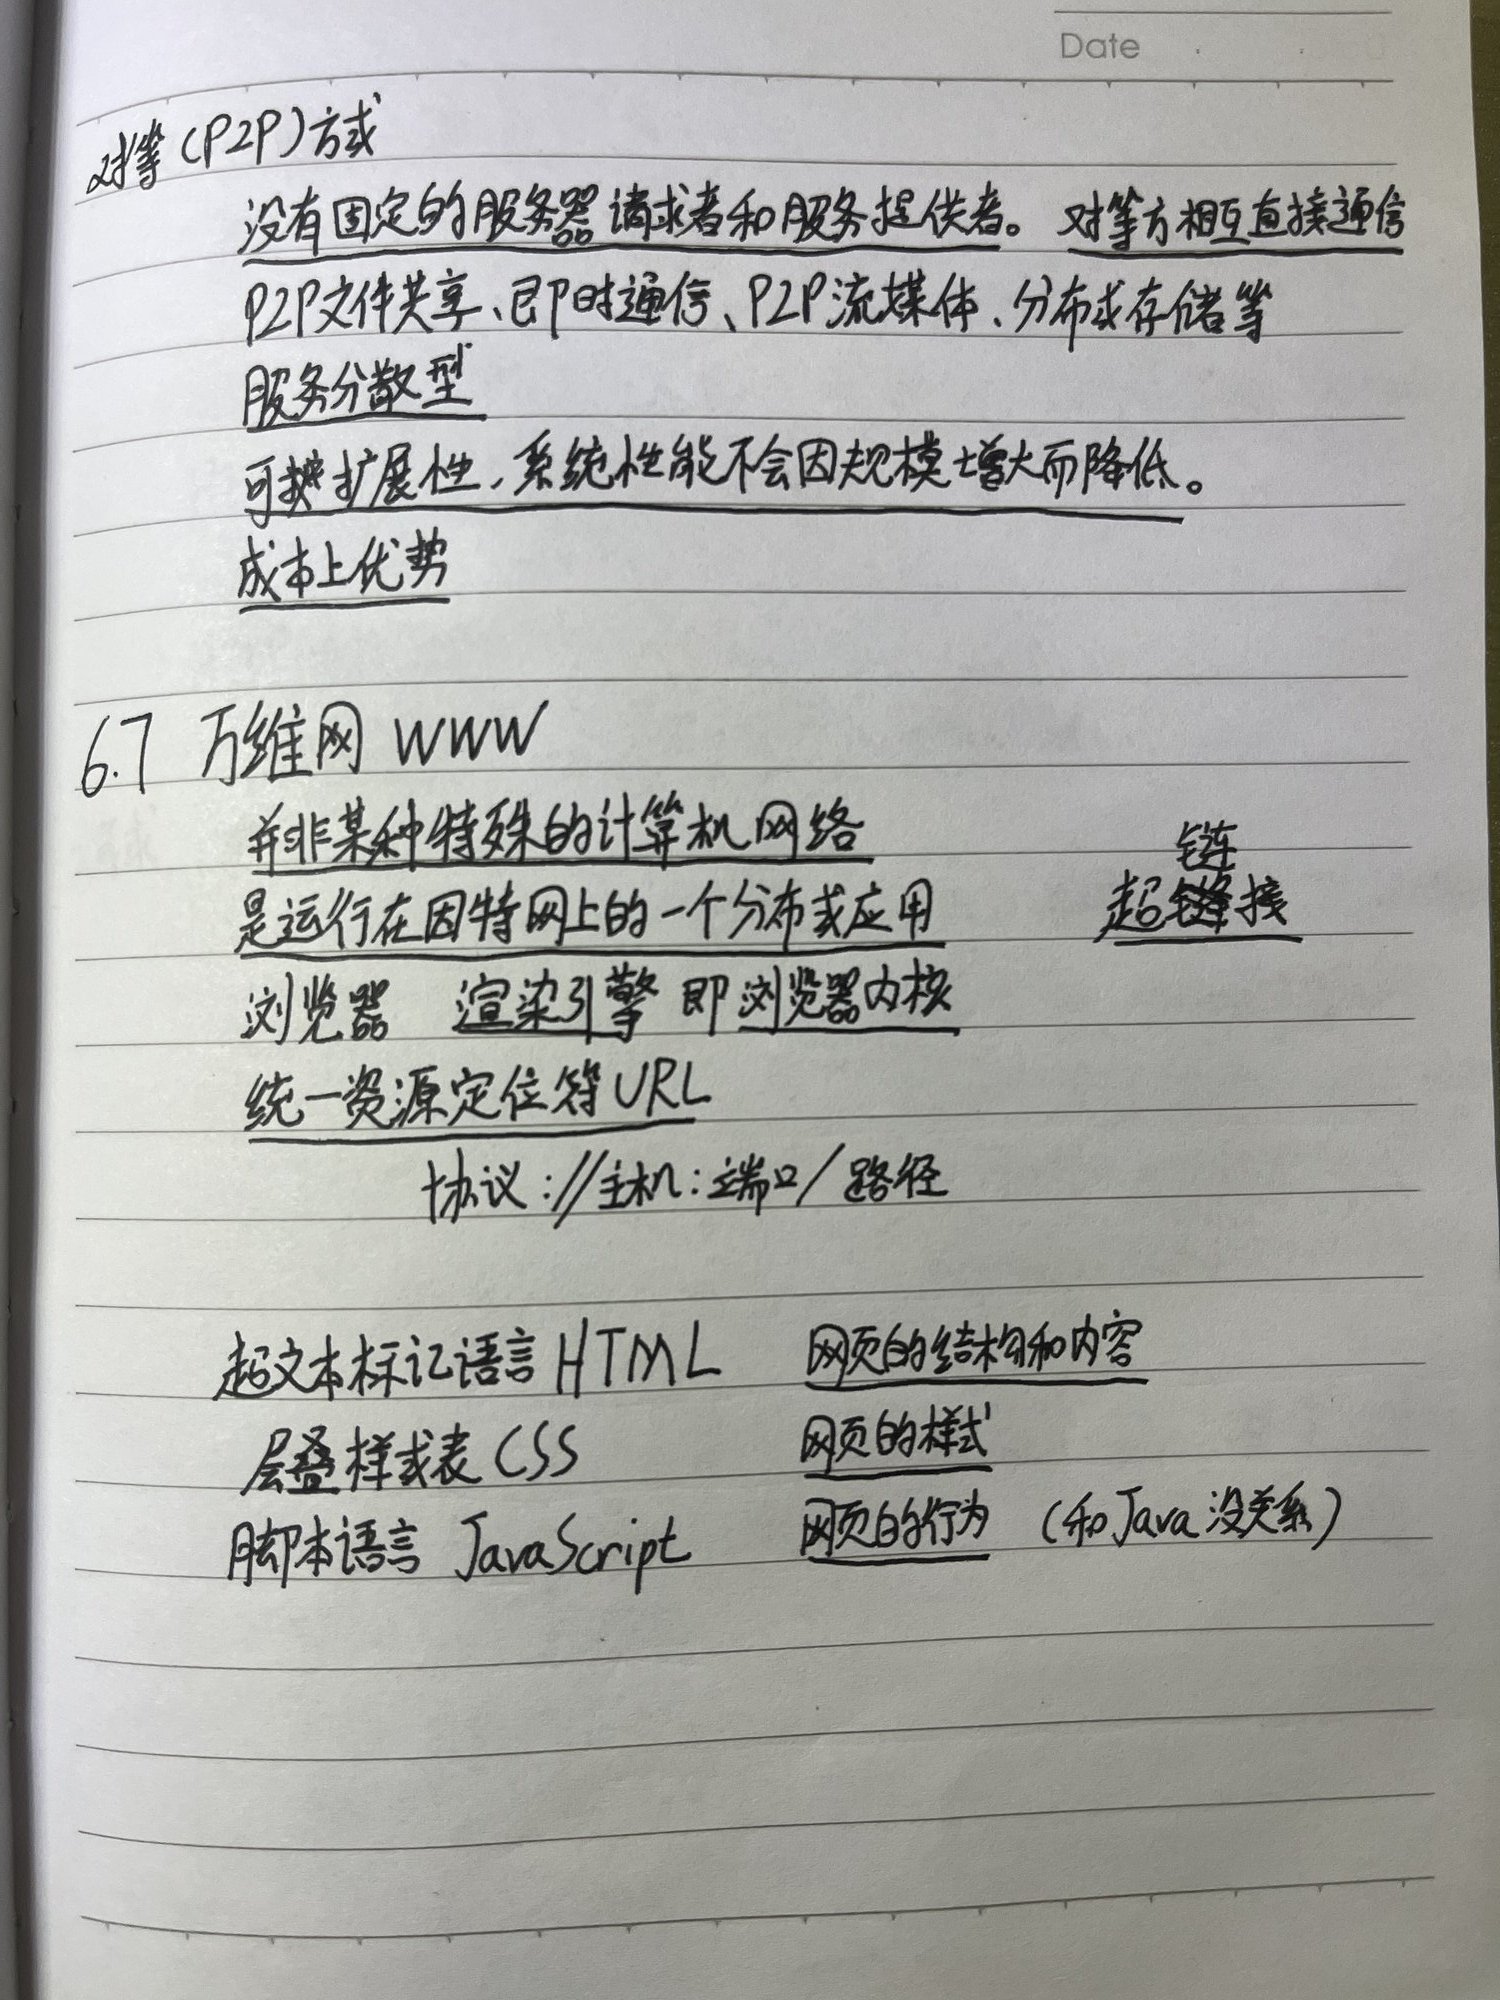 Date
对等(P2P)方式
没有固定的服务器请求者和服务提供者。 对等方相互直接通信
P2P文件共享、即时通信、P2P流媒体、分布式存储等
服务分散型
可扩展性，系统性能不会因规模增大而降低。
成本上优势
6.7 万维网 WWW
并非某种特殊的计算机网络
链
是运行在因特网上的一个分布式应用 超接
浏览器 渲染引擎 即浏览器内核
统一资源定位符URL
协议://主机:端口/路径
超文本标记语言HTML 网页的结构和内容
层叠样式表CSS 网页的样式
脚本语言 JavaScript 网页的行为 (和Java没关系)